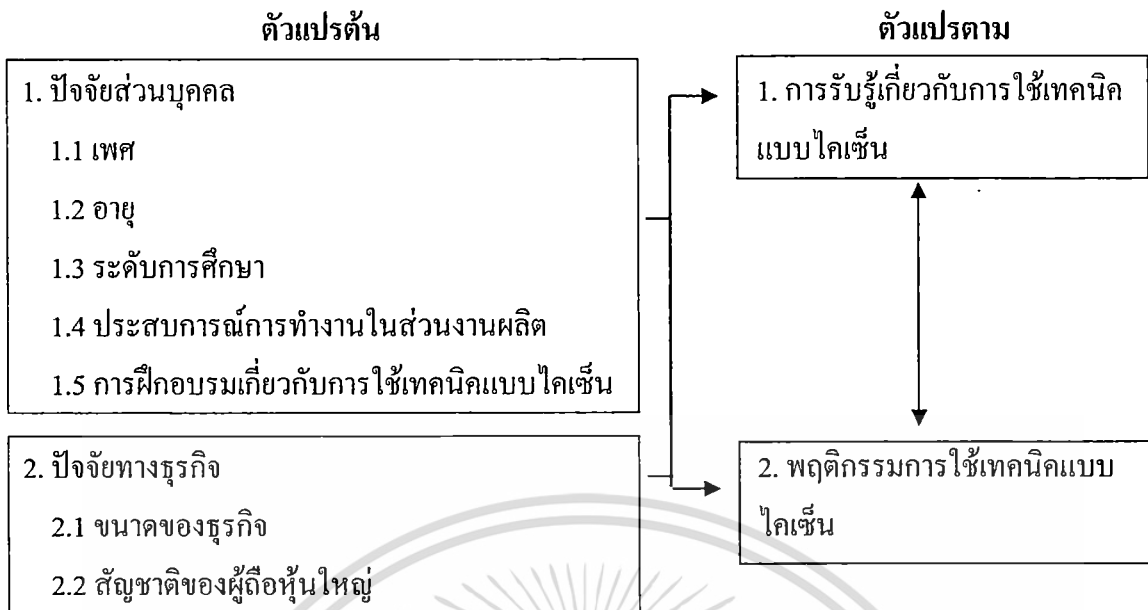 ตัวแปรต้น
1. ปัจจัยส่วนบุคคล
1.1 เพศ
1.2 อายุ
1.3 ระดับการศึกษา
1.4 ประสบการณ์การทำงานในส่วนงานผลิต
1.5 การฝึกอบรมเกี่ยวกับการใช้เทคนิคแบบไคเซ็น
2. ปัจจัยทางธุรกิจ
2.1 ขนาดของธุรกิจ
2.2 สัญชาติของผู้ถือหุ้นใหญ่
ตัวแปรตาม
1. การรับรู้เกี่ยวกับการใช้เทคนิค
แบบไคเซ็น
2. พฤติกรรมการใช้เทคนิคแบบ
ไคเซ็น